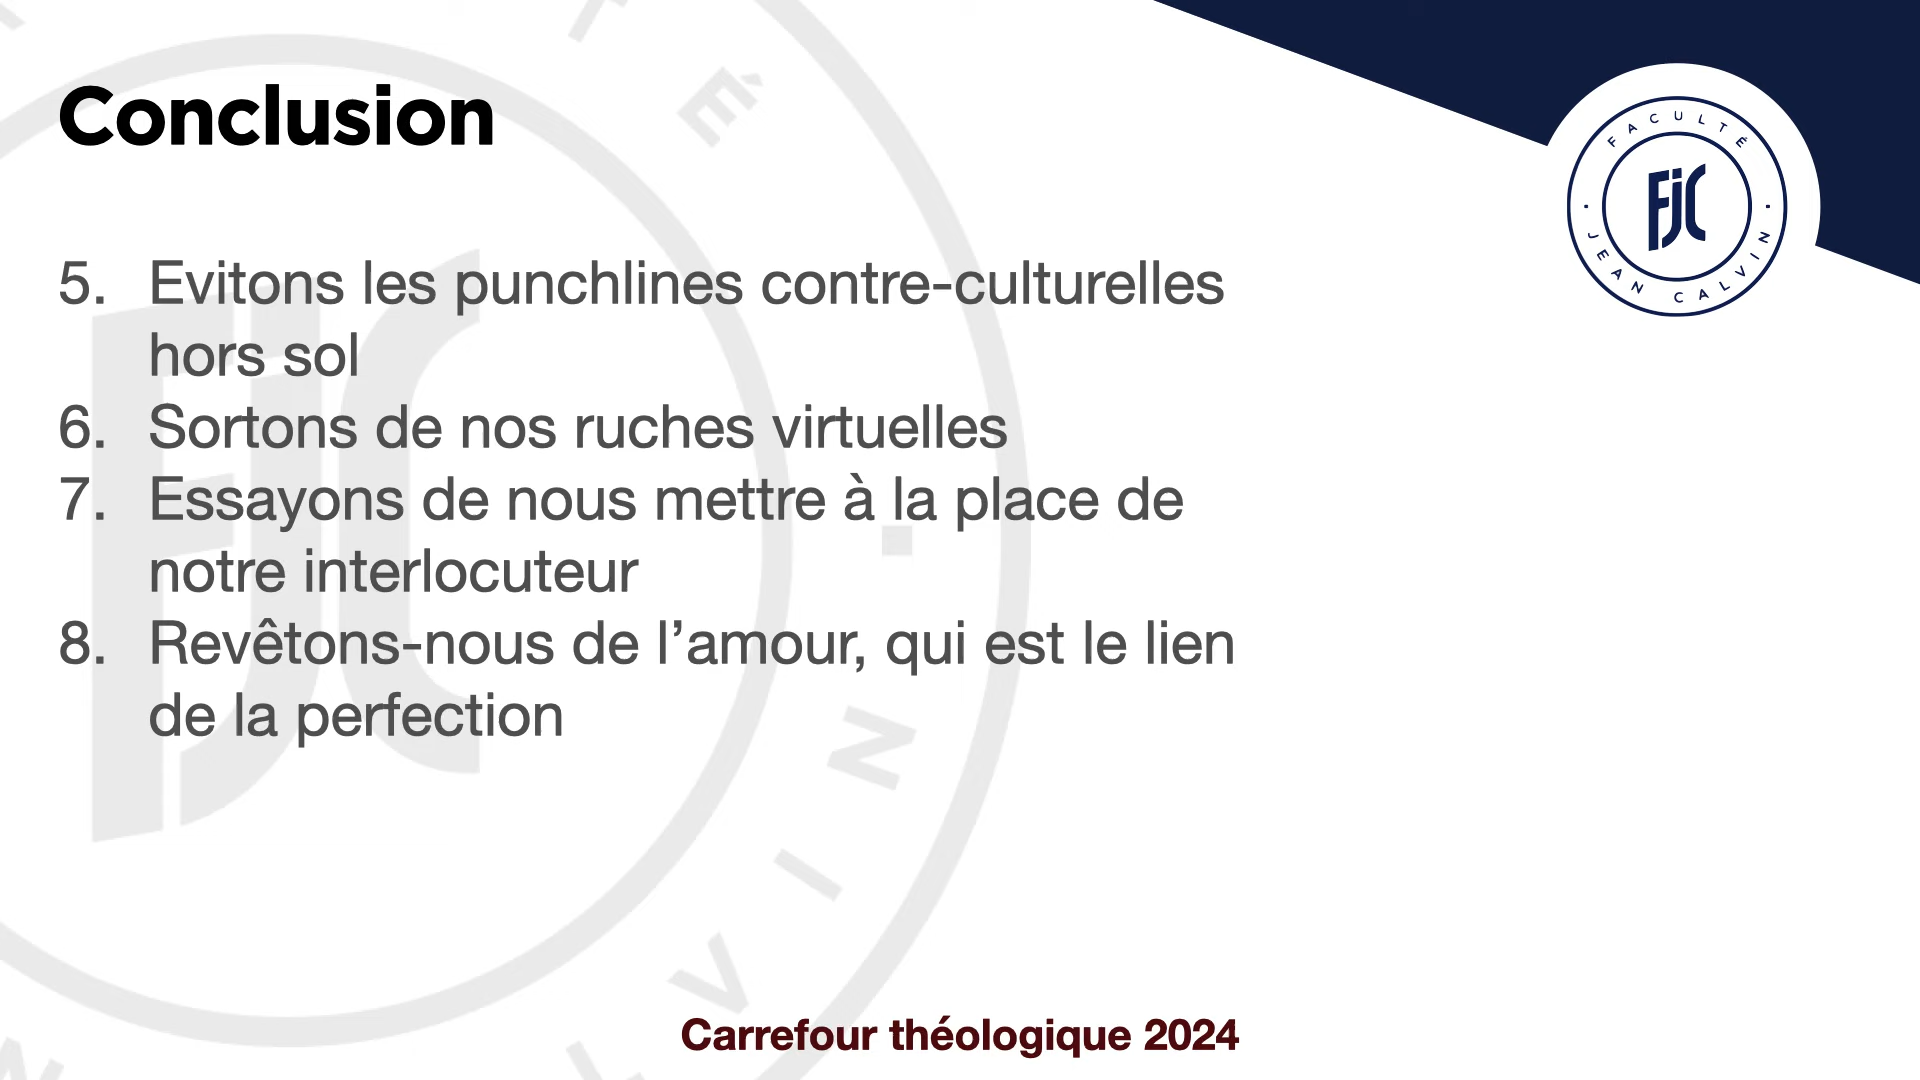 Conclusion
FACULTÉ
FJC
JEAN CALVIN
5. Evitons les punchlines contre-culturelles
hors sol
6. Sortons de nos ruches virtuelles
7. Essayons de nous mettre à la place de
notre interlocuteur
8. Revêtons-nous de l’amour, qui est le lien
de la perfection
Carrefour théologique 2024